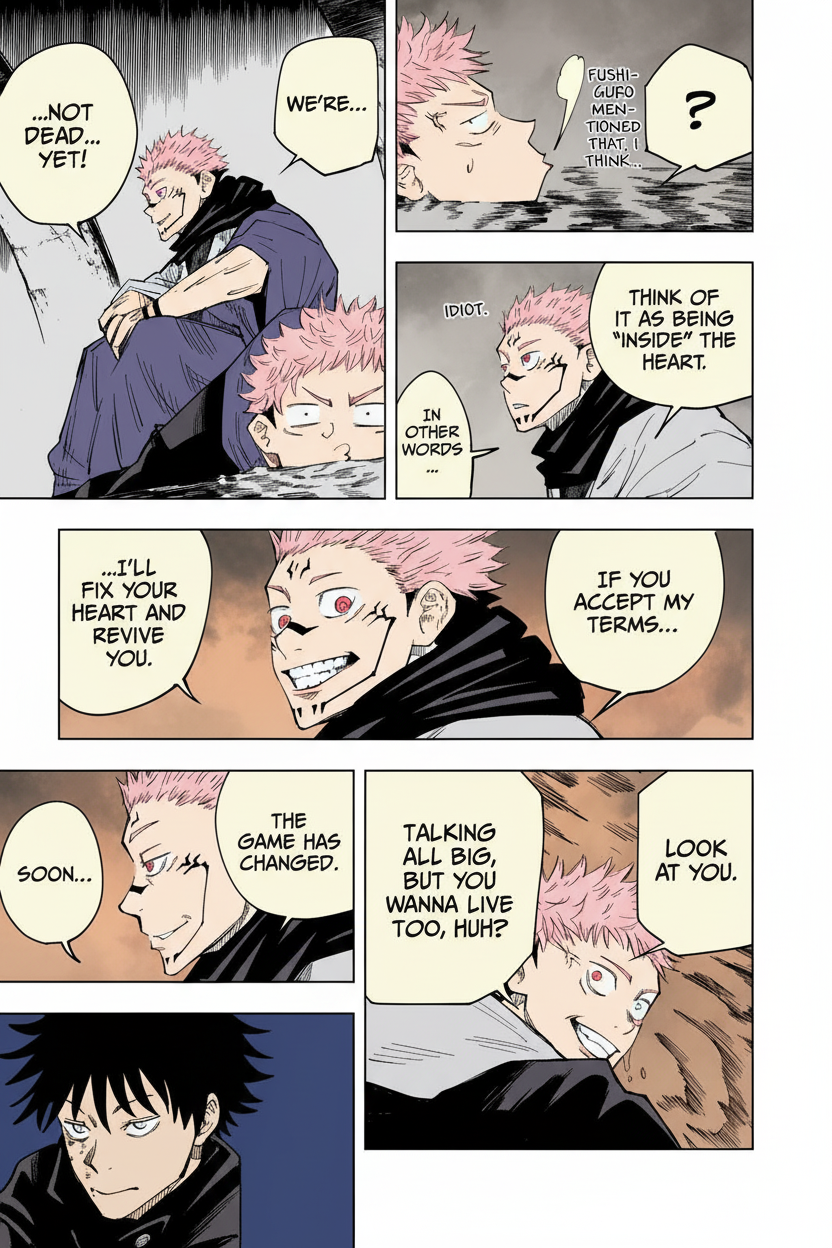 ?
FUSHI-
GUFO
MEN-
TIONED
THAT, I
THINK...
WE'RE...
...NOT
DEAD...
YET!
THINK OF
IT AS BEING
"INSIDE" THE
HEART.
IDIOT.
IN
OTHER
WORDS
...
IF YOU
ACCEPT MY
TERMS...
...I'LL
FIX YOUR
HEART AND
REVIVE
YOU.
LOOK
AT YOU.
TALKING
ALL BIG,
BUT YOU
WANNA LIVE
TOO, HUH?
THE
GAME HAS
CHANGED.
SOON...